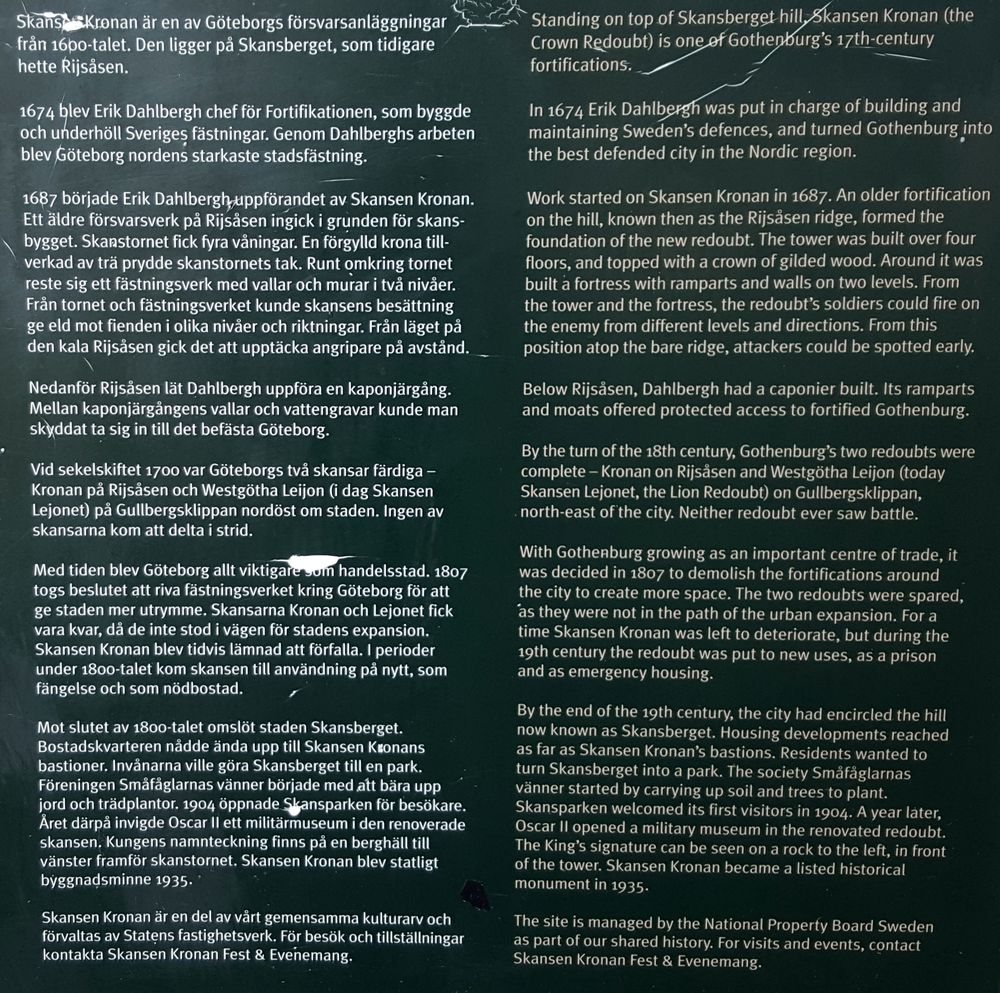 Skansen Kronan är en av Göteborgs försvarsanläggningar
från 1600-talet. Den ligger på Skansberget, som tidigare
hette Rijsåsen.
1674 blev Erik Dahlbergh chef för Fortifikationen, som byggde
och underhöll Sveriges fästningar. Genom Dahlberghs arbeten
blev Göteborg nordens starkaste stadsfästning.
1687 började Erik Dahlbergh uppförandet av Skansen Kronan.
Ett äldre försvarsverk på Rijsåsen ingick i grunden för skans-
bygget. Skanstornet fick fyra våningar. En förgylld krona till-
verkad av trä prydde skanstornets tak. Runt omkring tornet
reste sig ett fästningsverk med vallar och murar i två nivåer.
Från tornet och fästningsverket kunde skansens besättning
ge eld mot fienden i olika nivåer och riktningar. Från läget på
den kala Rijsåsen gick det att upptäcka angripare på avstånd.
Nedanför Rijsåsen lät Dahlbergh uppföra en kaponjärgång.
Mellan kaponjärgångens vallar och vattengravar kunde man
skyddat ta sig in till det befästa Göteborg.
Vid sekelskiftet 1700 var Göteborgs två skansar färdiga –
Kronan på Rijsåsen och Westgötha Leijon (i dag Skansen
Lejonet) på Gullbergsklippan nordöst om staden. Ingen av
skansarna kom att delta i strid.
Med tiden blev Göteborg allt viktigare som handelsstad. 1807
togs beslutet att riva fästningsverket kring Göteborg för att
ge staden mer utrymme. Skansarna Kronan och Lejonet fick
vara kvar, då de inte stod i vägen för stadens expansion.
Skansen Kronan blev tidvis lämnad att förfalla. I perioder
under 1800-talet kom skansen till användning på nytt, som
fängelse och som nödbostad.
Mot slutet av 1800-talet omslöt staden Skansberget.
Bostadskvarteren nådde ända upp till Skansen Kronans
bastioner. Invånarna ville göra Skansberget till en park.
Föreningen Småfåglarnas vänner började med att bära upp
jord och trädplantor. 1904 öppnade Skansparken för besökare.
Året därpå invigde Oscar II ett militärmuseum i den renoverade
skansen. Kungens namnteckning finns på en berghäll till
vänster framför skanstornet. Skansen Kronan blev statligt
byggnadsminne 1935.
Skansen Kronan är en del av vårt gemensamma kulturarv och
förvaltas av Statens fastighetsverk. För besök och tillställningar
kontakta Skansen Kronan Fest & Evenemang.
Standing on top of Skansberget hill, Skansen Kronan (the
Crown Redoubt) is one of Gothenburg's 17th-century
fortifications.
In 1674 Erik Dahlbergh was put in charge of building and
maintaining Sweden's defences, and turned Gothenburg into
the best defended city in the Nordic region.
Work started on Skansen Kronan in 1687. An older fortification
on the hill, known then as the Rijsåsen ridge, formed the
foundation of the new redoubt. The tower was built over four
floors, and topped with a crown of gilded wood. Around it was
built a fortress with ramparts and walls on two levels. From
the tower and the fortress, the redoubt's soldiers could fire on
the enemy from different levels and directions. From this
position atop the bare ridge, attackers could be spotted early.
Below Rijsåsen, Dahlbergh had a caponier built. Its ramparts
and moats offered protected access to fortified Gothenburg.
By the turn of the 18th century, Gothenburg's two redoubts were
complete – Kronan on Rijsåsen and Westgötha Leijon (today
Skansen Lejonet, the Lion Redoubt) on Gullbergsklippan,
north-east of the city. Neither redoubt ever saw battle.
With Gothenburg growing as an important centre of trade, it
was decided in 1807 to demolish the fortifications around
the city to create more space. The two redoubts were spared,
as they were not in the path of the urban expansion. For a
time Skansen Kronan was left to deteriorate, but during the
19th century the redoubt was put to new uses, as a prison
and as emergency housing.
By the end of the 19th century, the city had encircled the hill
now known as Skansberget. Housing developments reached
as far as Skansen Kronan's bastions. Residents wanted to
turn Skansberget into a park. The society Småfåglarnas
vänner started by carrying up soil and trees to plant.
Skansparken welcomed its first visitors in 1904. A year later,
Oscar II opened a military museum in the renovated redoubt.
The King's signature can be seen on a rock to the left, in front
of the tower. Skansen Kronan became a listed historical
monument in 1935.
The site is managed by the National Property Board Sweden
as part of our shared history. For visits and events, contact
Skansen Kronan Fest & Evenemang.